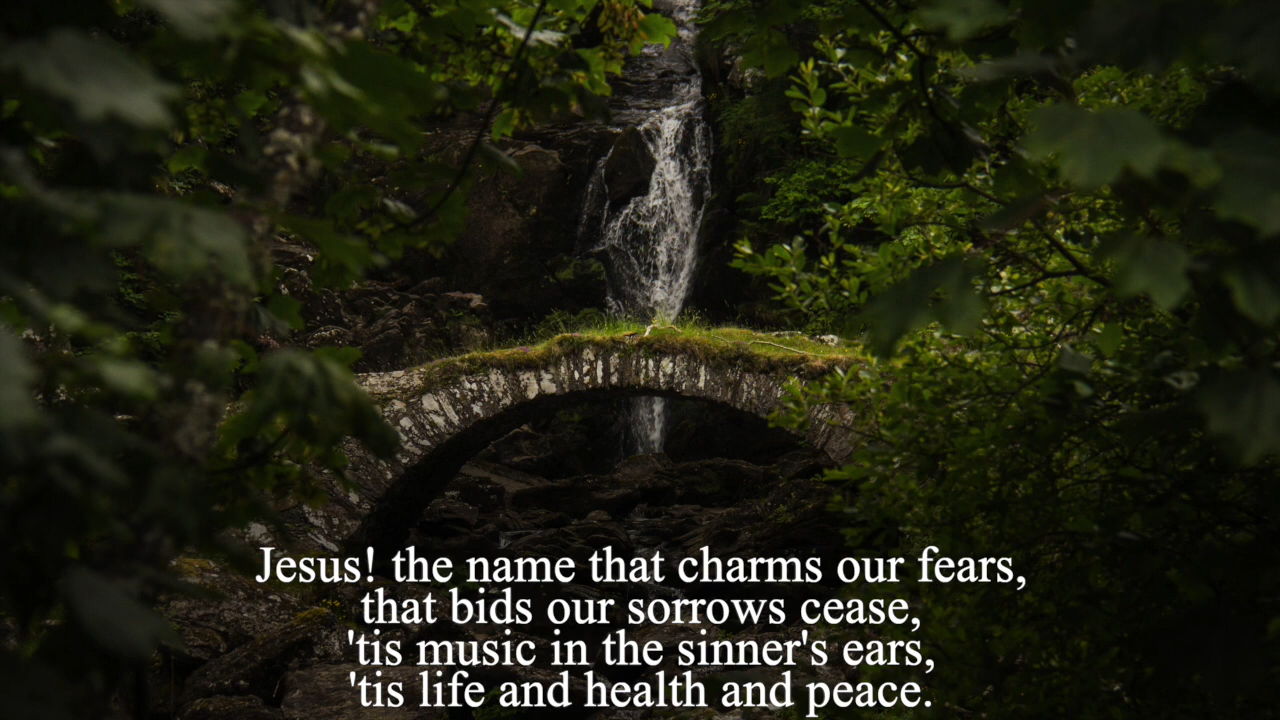 Jesus! the name that charms our fears,
that bids our sorrows cease,
'tis music in the sinner's ears,
'tis life and health and peace.